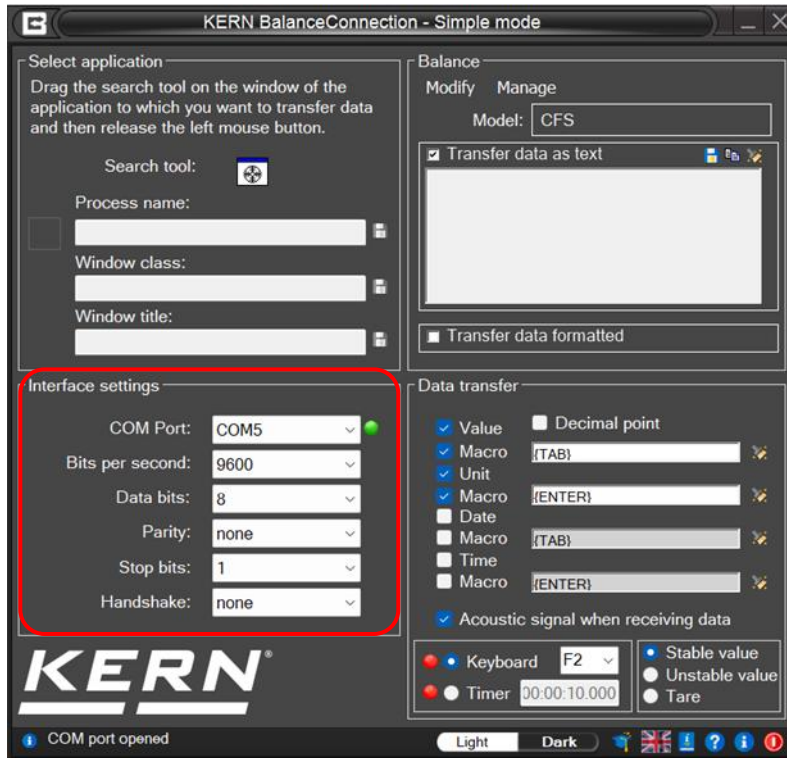 KERN BalanceConnection - Simple mode
Select application
Drag the search tool on the window of the
application to which you want to transfer data
and then release the left mouse button.
Search tool:
Process name:
Window class:
Window title:
Balance
Modify Manage
Model: CFS
Transfer data as text
Transfer data formatted
Interface settings
COM Port: COM5
Bits per second: 9600
Data bits: 8
Parity: none
Stop bits: 1
Handshake: none
Data transfer
Value Decimal point
Macro {TAB}
Unit
Macro {ENTER}
Date
Macro {TAB}
Time
Macro {ENTER}
Acoustic signal when receiving data
Keyboard F2
Timer 00:00:10.000
Stable value
Unstable value
Tare
KERN®
COM port opened
Light Dark